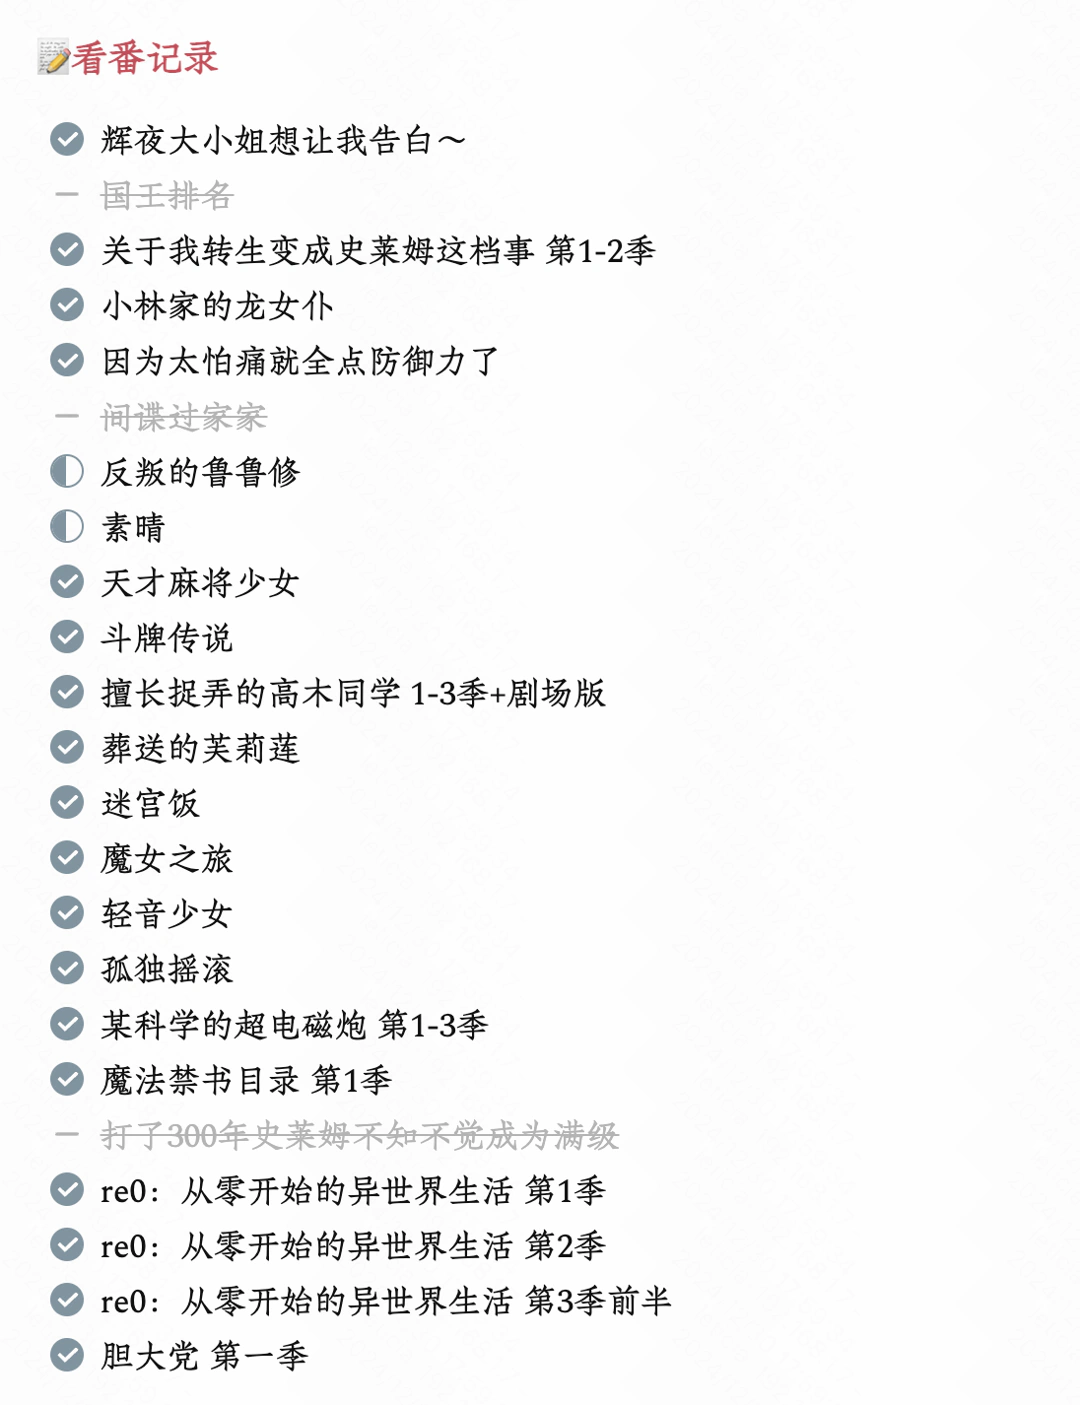 📝看番记录
辉夜大小姐想让我告白～
国王排名
关于我转生变成史莱姆这档事 第1-2季
小林家的龙女仆
因为太怕痛就全点防御力了
间谍过家家
反叛的鲁鲁修
素晴
天才麻将少女
斗牌传说
擅长捉弄的高木同学 1-3季+剧场版
葬送的芙莉莲
迷宫饭
魔女之旅
轻音少女
孤独摇滚
某科学的超电磁炮 第1-3季
魔法禁书目录 第1季
打了300年史莱姆不知不觉成为满级
re0：从零开始的异世界生活 第1季
re0：从零开始的异世界生活 第2季
re0：从零开始的异世界生活 第3季前半
胆大党 第一季